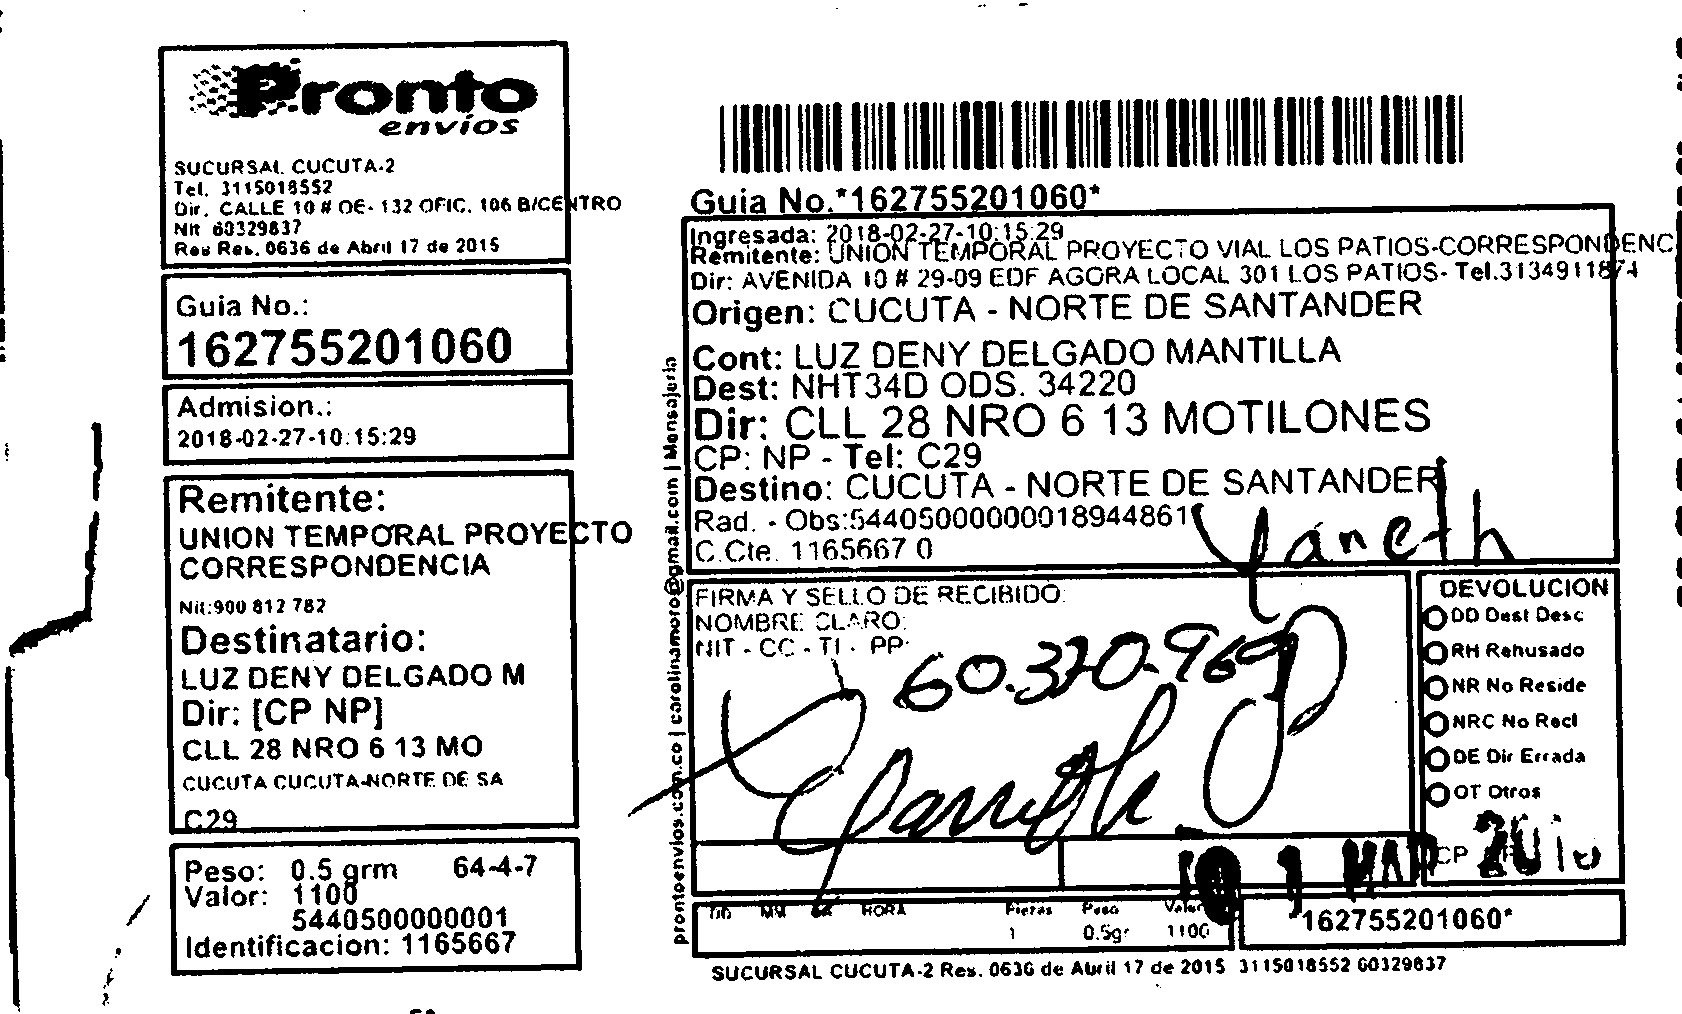 Pronto
envíos
SUCURSAL CUCUTA-2
Tel. 3115018552
Dir. CALLE 10 # OE- 132 OFIC. 106 B/CENTRO
Nit 60329837
Res Res. 0636 de Abril 17 de 2015
Guia No.:
162755201060
Admision.:
2018-02-27-10:15:29
Remitente:
UNION TEMPORAL PROYECTO
CORRESPONDENCIA
Nit:900 812 782
Destinatario:
LUZ DENY DELGADO M
Dir: [CP NP]
CLL 28 NRO 6 13 MO
CUCUTA CUCUTA-NORTE DE SA
C29
Peso: 0.5 grm 64-4-7
Valor: 1100
5440500000001
Identificacion: 1165667
prontoenvios.com.co | carolinamoro@gmail.com | Mensajeria
Guia No.*162755201060*
Ingresada: 2018-02-27-10:15:29
Remitente: UNION TEMPORAL PROYECTO VIAL LOS PATIOS-CORRESPONDENC
Dir: AVENIDA 10 # 29-09 EDF AGORA LOCAL 301 LOS PATIOS- Tel.3134911874
Origen: CUCUTA - NORTE DE SANTANDER
Cont: LUZ DENY DELGADO MANTILLA
Dest: NHT34D ODS. 34220
Dir: CLL 28 NRO 6 13 MOTILONES
CP: NP - Tel: C29
Destino: CUCUTA - NORTE DE SANTANDER
Rad. - Obs:54405000000018944861
C.Cte. 1165667 0
Yaneth
FIRMA Y SELLO DE RECIBIDO:
NOMBRE CLARO:
NIT - CC - TI - PP:
60.370.969
DEVOLUCION
DD Dest Desc
RH Rehusado
NR No Reside
NRC No Recl
DE Dir Errada
OT Otros
CP
01 MAR
DD MM AA HORA Piezas Peso Valor
1 0.5gr 1100
162755201060*
SUCURSAL CUCUTA-2 Res. 0636 de Abril 17 de 2015 3115018552 60329837